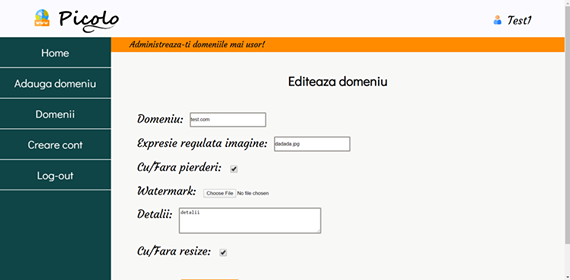 Picolo
Test1
Administreaza-ti domeniile mai usor!
Home
Adauga domeniu
Domenii
Creare cont
Log-out
Editeaza domeniu
Domeniu: test.com
Expresie regulata imagine: dadada.jpg
Cu/Fara pierderi:
Watermark: Choose File No file chosen
Detalii: detalii
Cu/Fara resize: